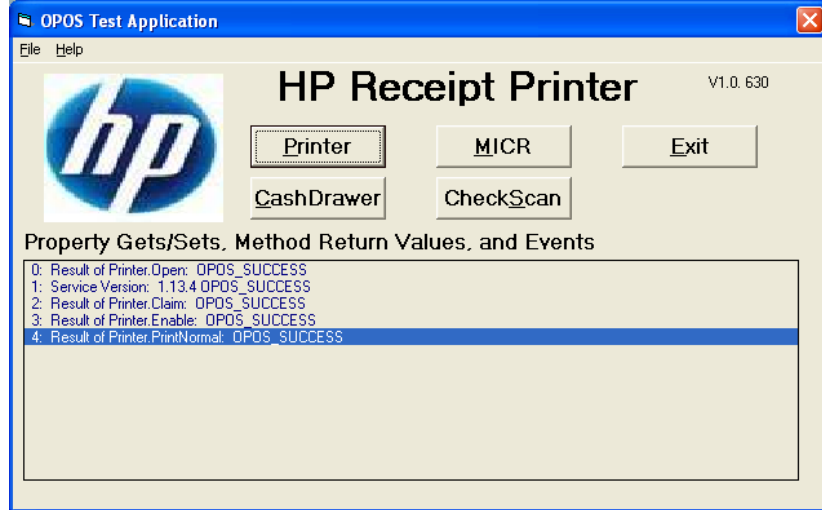 OPOS Test Application
File Help
hp
HP Receipt Printer
V1.0. 630
Printer
MICR
Exit
CashDrawer
CheckScan
Property Gets/Sets, Method Return Values, and Events
0: Result of Printer.Open: OPOS_SUCCESS
1: Service Version: 1.13.4 OPOS_SUCCESS
2: Result of Printer.Claim: OPOS_SUCCESS
3: Result of Printer.Enable: OPOS_SUCCESS
4: Result of Printer.PrintNormal: OPOS_SUCCESS